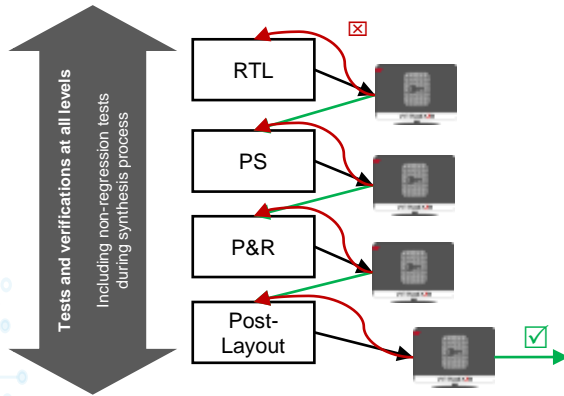 Tests and verifications at all levels
Including non-regression tests
during synthesis process
RTL
PS
P&R
Post-
Layout